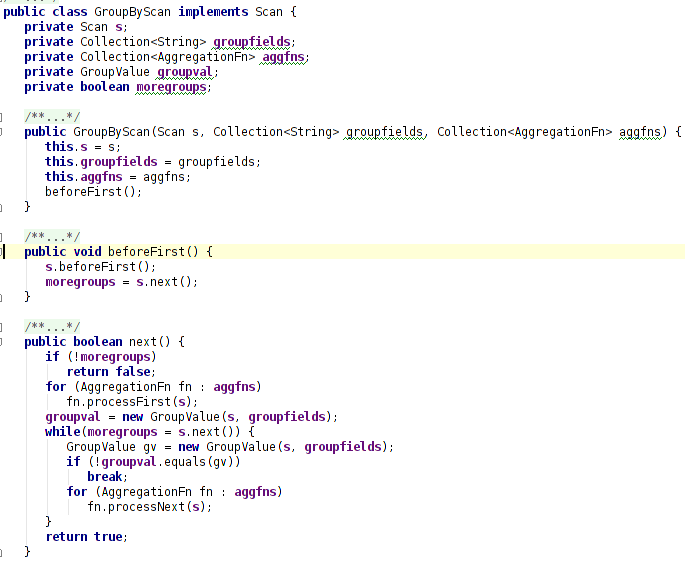 public class GroupByScan implements Scan {
private Scan s;
private Collection<String> groupfields;
private Collection<AggregationFn> aggfns;
private GroupValue groupval;
private boolean moregroups;
/**...*/
public GroupByScan(Scan s, Collection<String> groupfields, Collection<AggregationFn> aggfns) {
this.s = s;
this.groupfields = groupfields;
this.aggfns = aggfns;
beforeFirst();
}
/**...*/
public void beforeFirst() {
s.beforeFirst();
moregroups = s.next();
}
/**...*/
public boolean next() {
if (!moregroups)
return false;
for (AggregationFn fn : aggfns)
fn.processFirst(s);
groupval = new GroupValue(s, groupfields);
while(moregroups = s.next()) {
GroupValue gv = new GroupValue(s, groupfields);
if (!groupval.equals(gv))
break;
for (AggregationFn fn : aggfns)
fn.processNext(s);
}
return true;
}